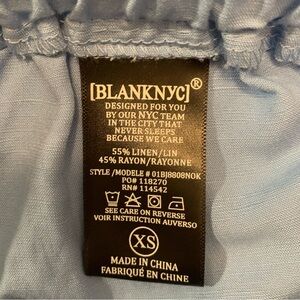 [BLANKNYC]®
DESIGNED FOR YOU
BY OUR NYC TEAM
IN THE CITY THAT
NEVER SLEEPS
BECAUSE WE CARE
55% LINEN/LIN
45% RAYON/RAYONNE
STYLE /MODELE # 01BJ8808NOK
PO# 118270
RN# 114542
SEE CARE ON REVERSE
VOIR INSTRUCTION AUVERSO
XS
MADE IN CHINA
FABRIQUÉ EN CHINE